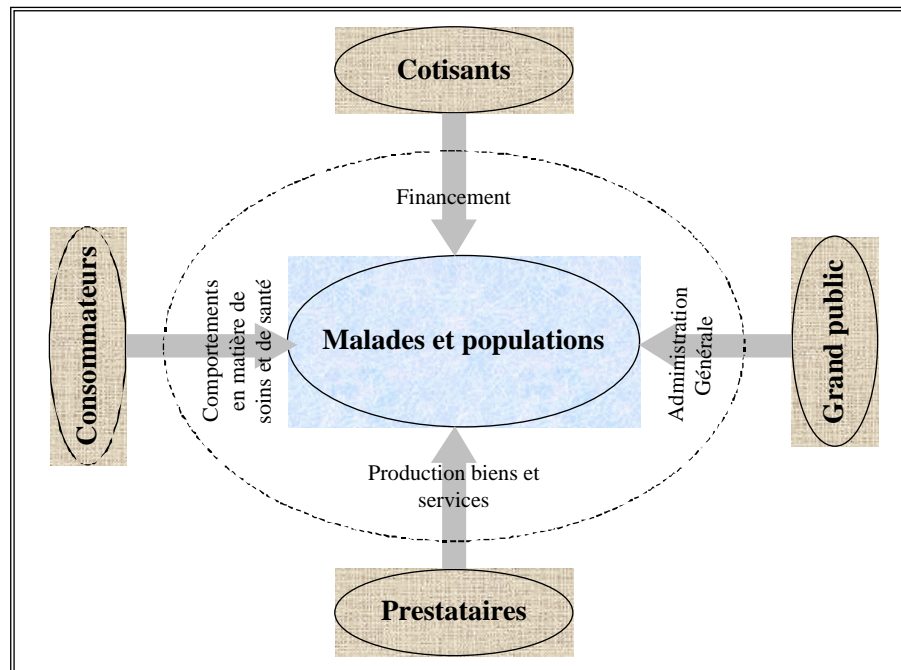 Cotisants
Financement
Consommateurs
Comportements
en matière de
soins et de santé
Malades et populations
Administration
Générale
Grand public
Production biens et
services
Prestataires